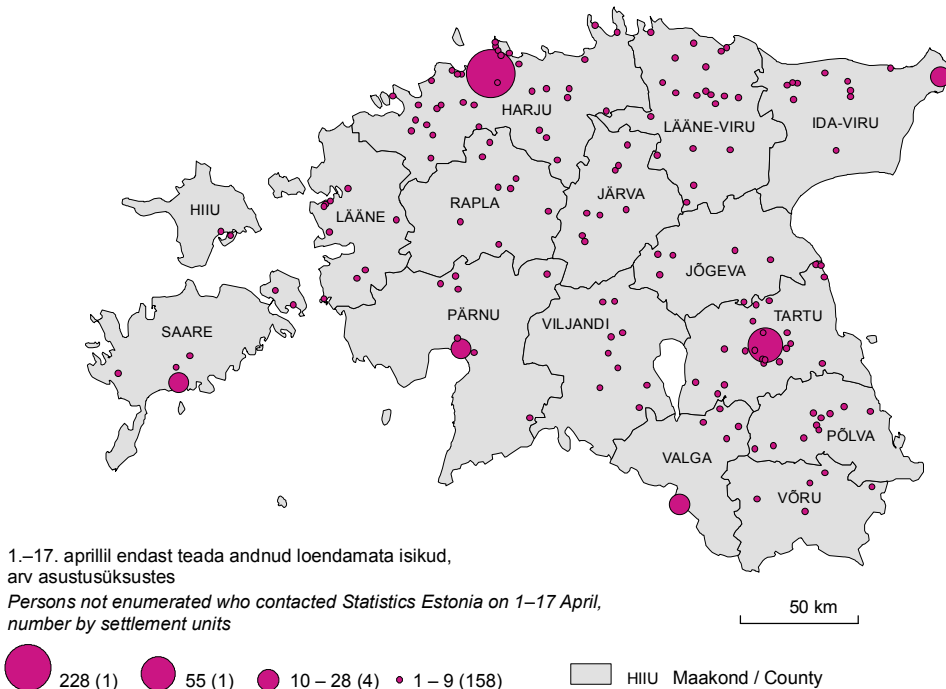 HARJU
LÄÄNE-VIRU
IDA-VIRU
HIIU
LÄÄNE
RAPLA
JÄRVA
JÕGEVA
SAARE
PÄRNU
VILJANDI
TARTU
VALGA
PÕLVA
VÕRU
1.–17. aprillil endast teada andnud loendamata isikud,
arv asustusüksustes
Persons not enumerated who contacted Statistics Estonia on 1–17 April,
number by settlement units
50 km
228 (1) 55 (1) 10 – 28 (4) 1 – 9 (158) HIIU Maakond / County